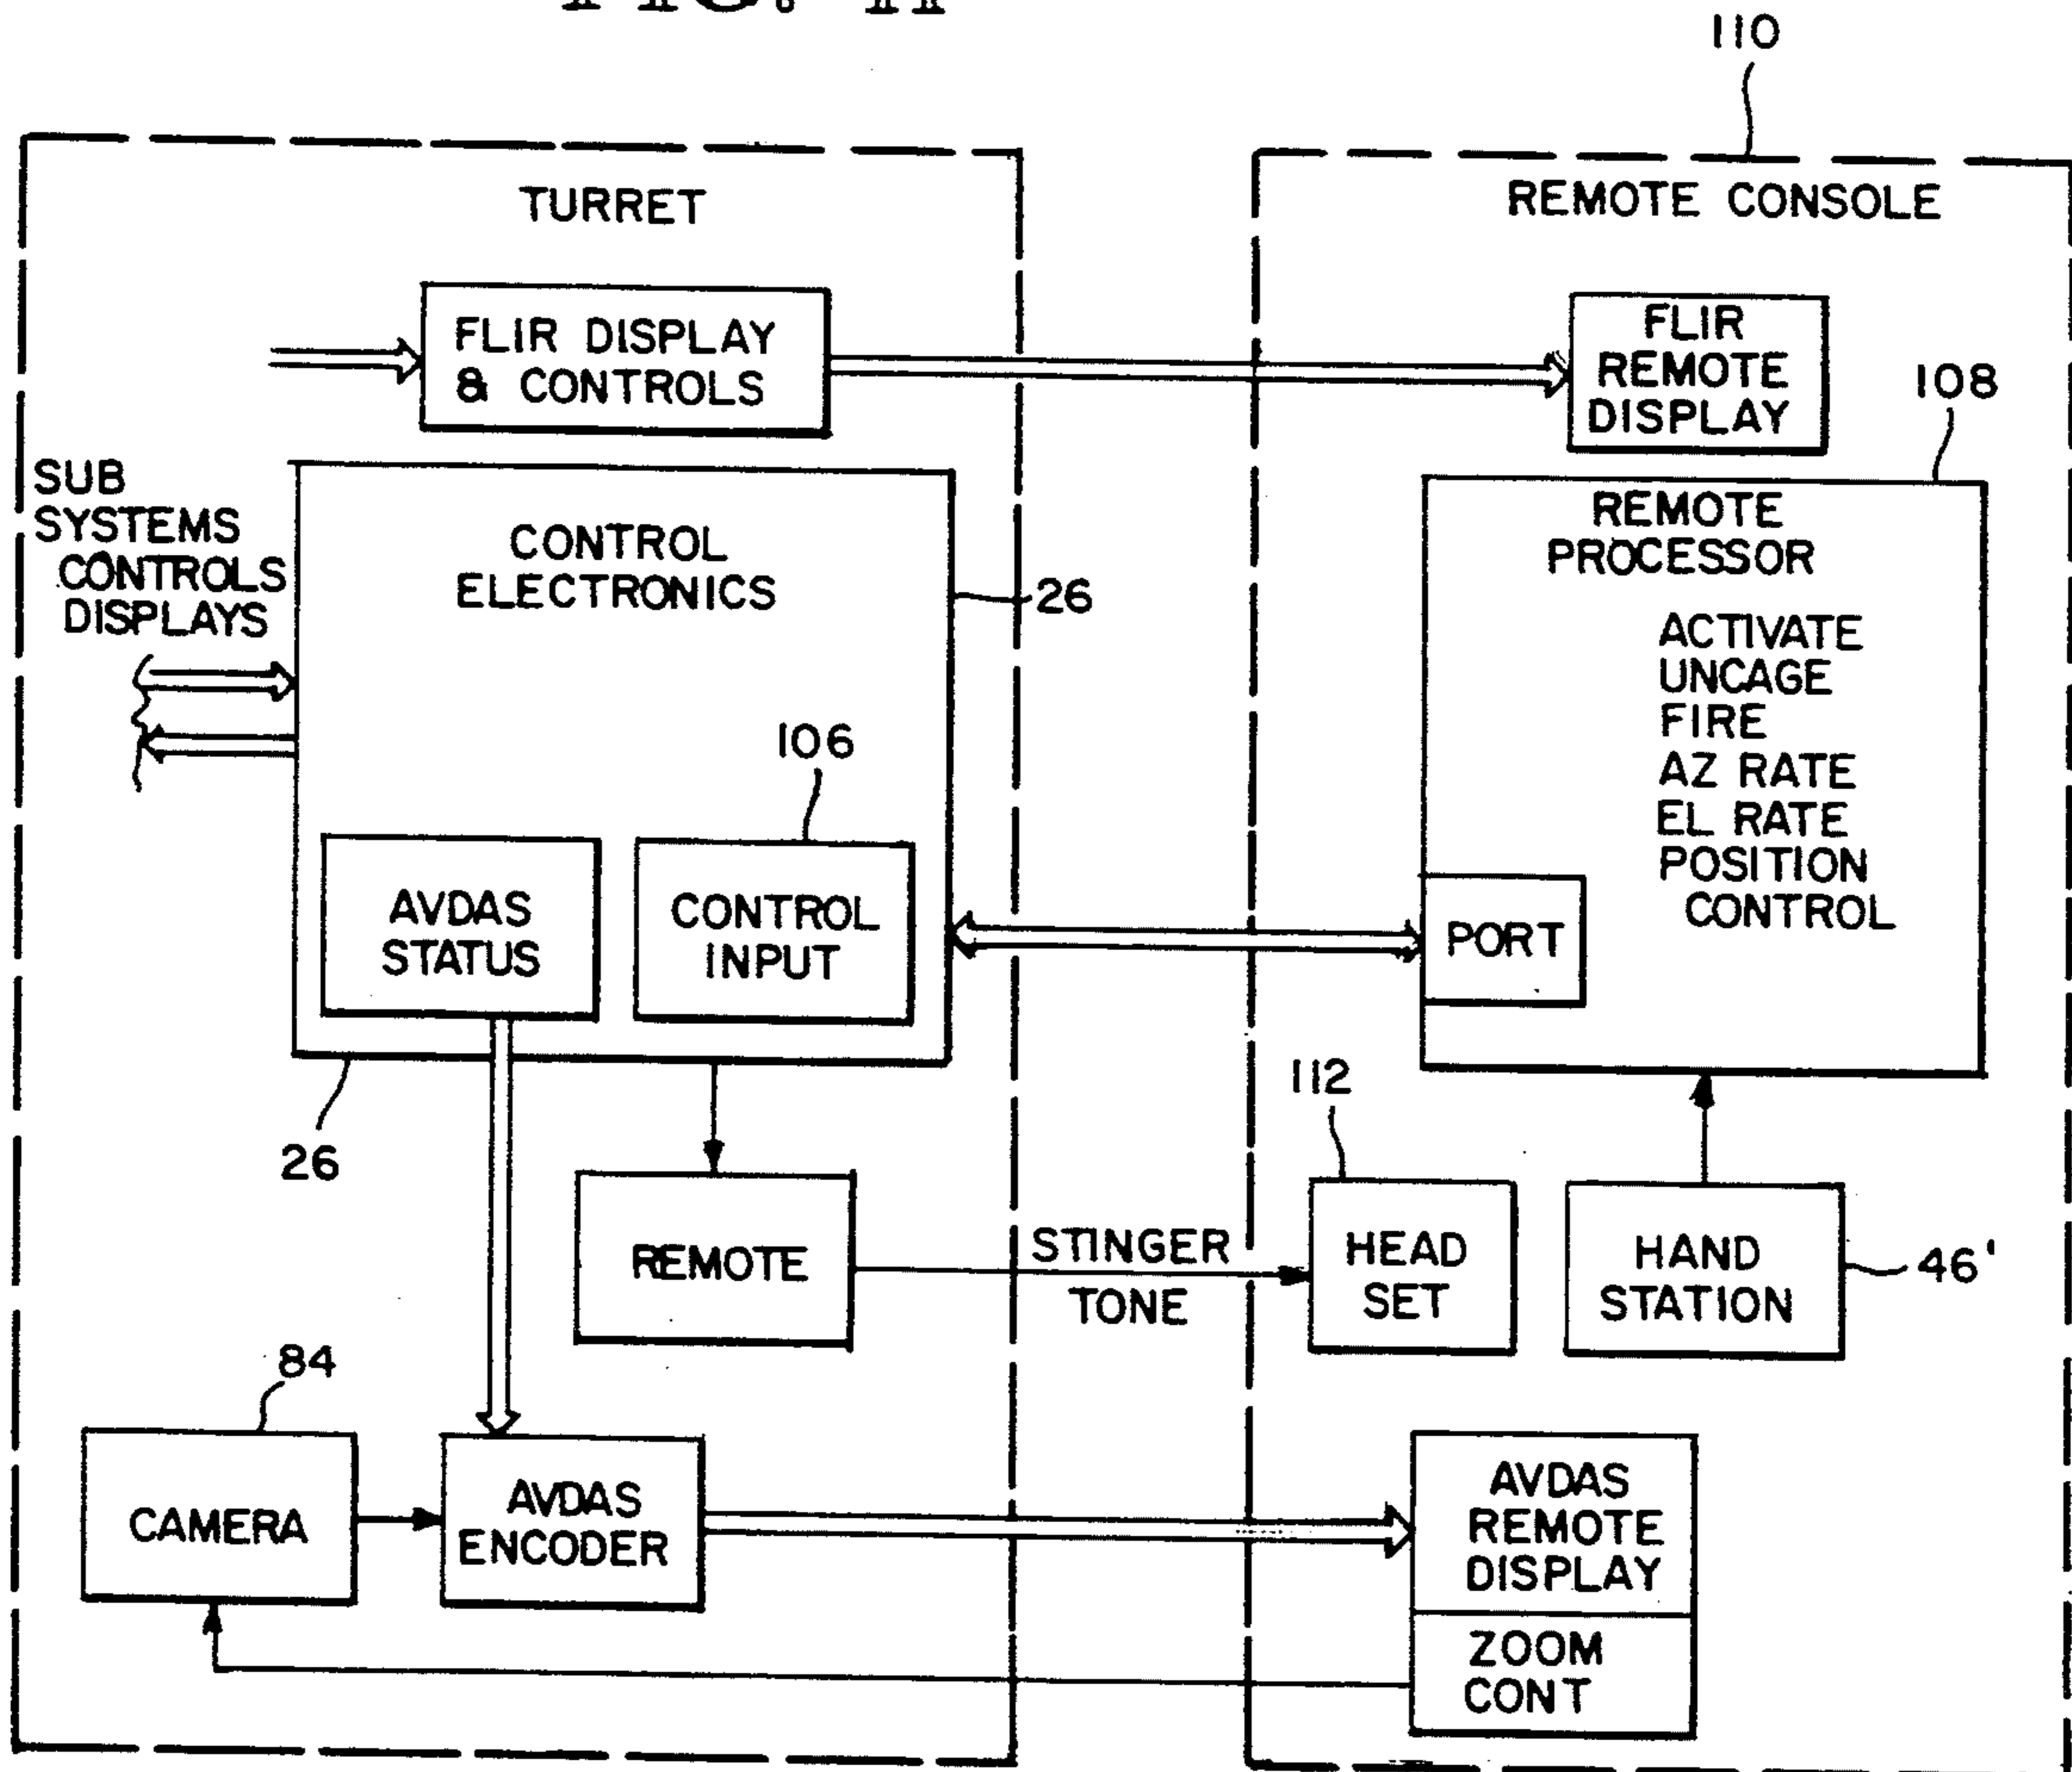 110
TURRET
REMOTE CONSOLE
FLIR DISPLAY
& CONTROLS
FLIR
REMOTE
DISPLAY
108
SUB
SYSTEMS
CONTROLS
DISPLAYS
CONTROL
ELECTRONICS
26
REMOTE
PROCESSOR
ACTIVATE
UNCAGE
FIRE
AZ RATE
EL RATE
POSITION
CONTROL
106
AVDAS
STATUS
CONTROL
INPUT
PORT
26
112
REMOTE
STINGER
TONE
HEAD
SET
HAND
STATION
46'
84
CAMERA
AVDAS
ENCODER
AVDAS
REMOTE
DISPLAY
ZOOM
CONT